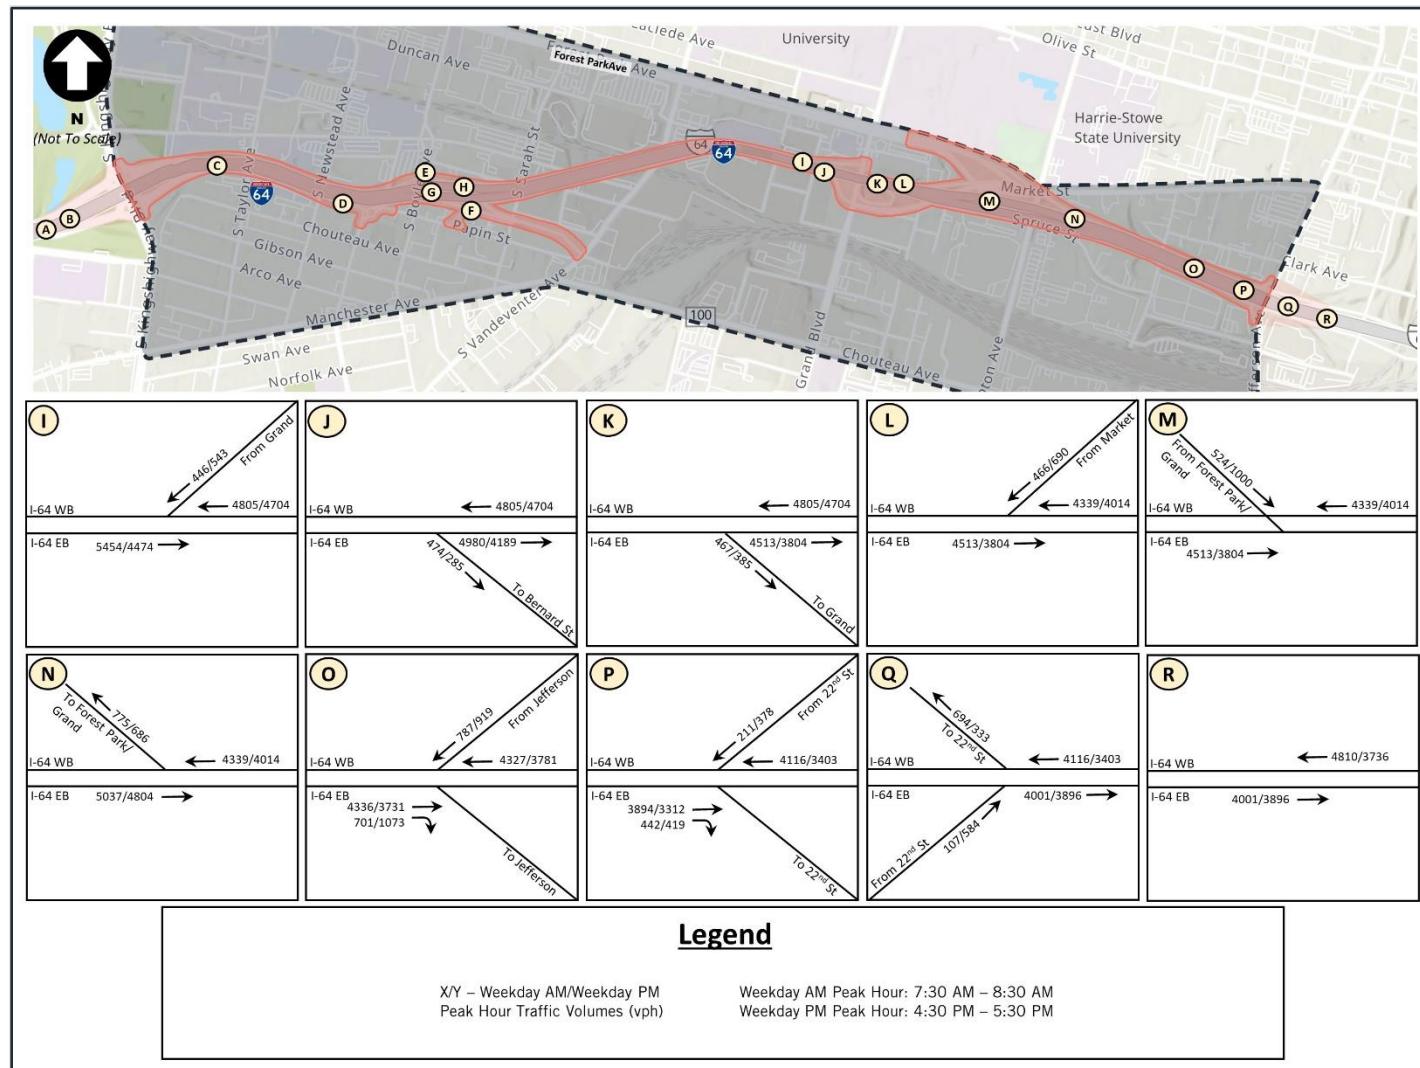 Laclede Ave
University
East Blvd
Olive St
Duncan Ave
Forest ParkAve
N
(Not To Scale)
S Newstead Ave
S Taylor Ave
S Sarah St
64
64
64
Harris-Stowe
State University
Market St
Spruce St
Clark Ave
A
B
C
D
E
G
H
F
I
J
K
L
M
N
O
P
Q
R
Papin St
Chouteau Ave
Gibson Ave
Arco Ave
Manchester Ave
Swan Ave
Norfolk Ave
S Vandeventer Ave
100
Grand Blvd
Chouteau Ave
I
446/543
From Grand
I-64 WB
4805/4704
I-64 EB
5454/4474
J
I-64 WB
4805/4704
I-64 EB
4980/4189
474/285
To Bernard St
K
I-64 WB
4805/4704
I-64 EB
4513/3804
467/385
To Grand
L
466/690
From Market
I-64 WB
4339/4014
I-64 EB
4513/3804
M
From Forest Park/
Grand
524/1000
I-64 WB
4339/4014
I-64 EB
4513/3804
N
To Forest Park/
Grand
775/686
I-64 WB
4339/4014
I-64 EB
5037/4804
O
787/919
From Jefferson
I-64 WB
4327/3781
I-64 EB
4336/3731
701/1073
To Jefferson
P
211/378
From 22nd St
I-64 WB
4116/3403
I-64 EB
3894/3312
442/419
To 22nd St
Q
694/333
To 22nd St
I-64 WB
4116/3403
I-64 EB
4001/3896
From 22nd St
107/584
R
I-64 WB
4810/3736
I-64 EB
4001/3896
Legend
X/Y – Weekday AM/Weekday PM
Peak Hour Traffic Volumes (vph)
Weekday AM Peak Hour: 7:30 AM – 8:30 AM
Weekday PM Peak Hour: 4:30 PM – 5:30 PM